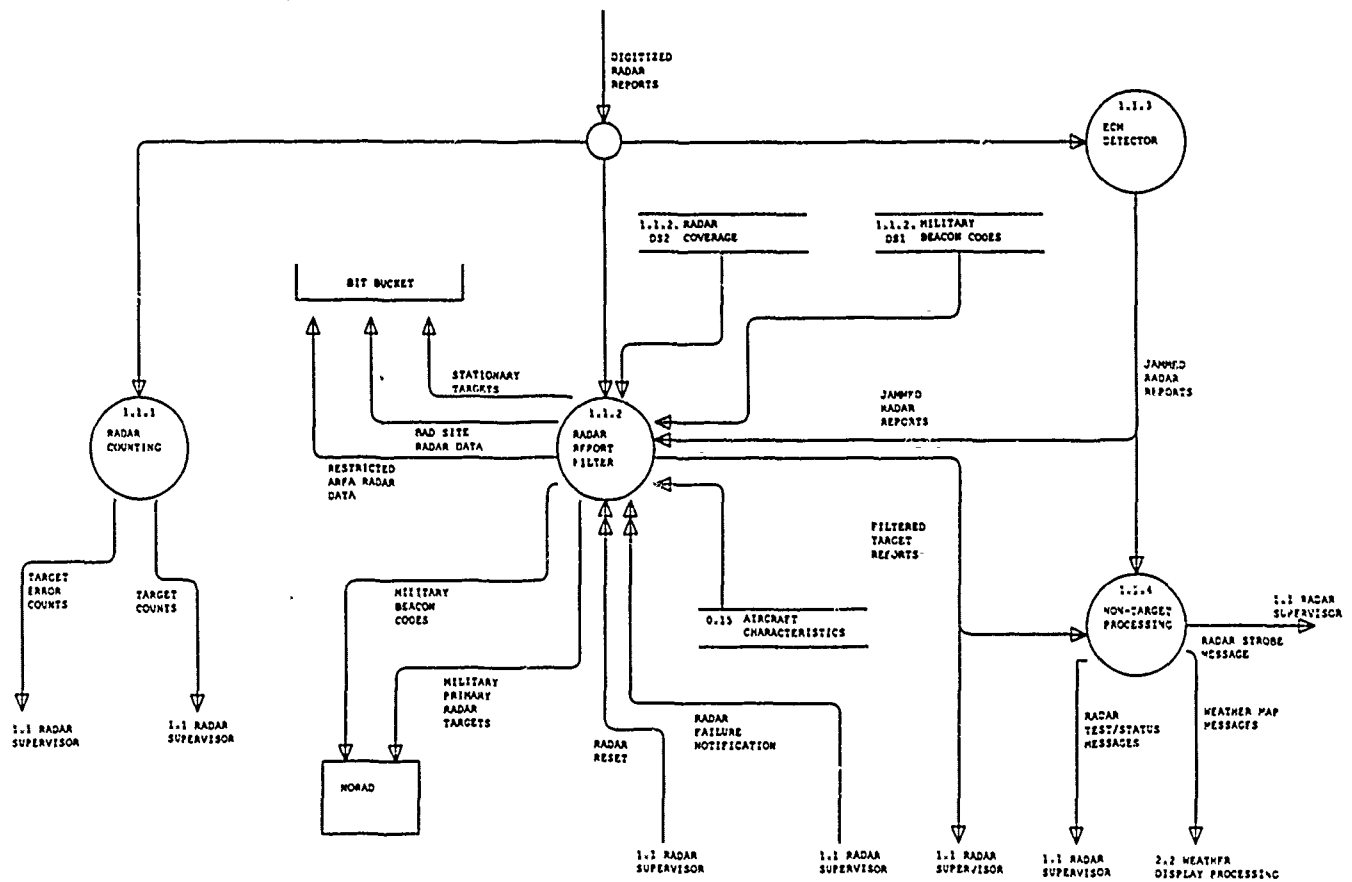 DIGITIZED
RADAR
REPORTS
1.1.3
ECM
DETECTOR
1.1.2. RADAR
DS2 COVERAGE
1.1.2. MILITARY
DS1 BEACON CODES
BIT BUCKET
STATIONARY
TARGETS
JAMMED
RADAR
REPORTS
JAMMED
RADAR
REPORTS
1.1.1
RADAR
COUNTING
1.1.2
RADAR
REPORT
FILTER
BAD SITE
RADAR DATA
RESTRICTED
AREA RADAR
DATA
FILTERED
TARGET
REPORTS
TARGET
ERROR
COUNTS
TARGET
COUNTS
MILITARY
BEACON
CODES
0.15 AIRCRAFT
CHARACTERISTICS
1.1.4
NON-TARGET
PROCESSING
1.1 RADAR
SUPERVISOR
RADAR STROBE
MESSAGE
MILITARY
PRIMARY
RADAR
TARGETS
RADAR
RESET
RADAR
FAILURE
NOTIFICATION
RADAR
TEST/STATUS
MESSAGES
WEATHER MAP
MESSAGES
1.1 RADAR
SUPERVISOR
1.1 RADAR
SUPERVISOR
NORAD
1.1 RADAR
SUPERVISOR
1.1 RADAR
SUPERVISOR
1.1 RADAR
SUPERVISOR
1.1 RADAR
SUPERVISOR
2.2 WEATHER
DISPLAY PROCESSING